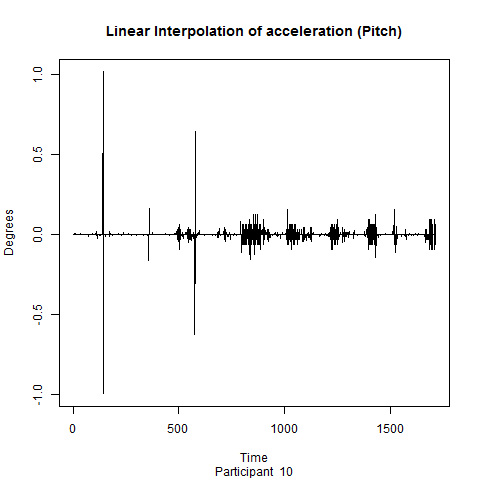 Linear Interpolation of acceleration (Pitch)
1.0
0.5
0.0
-0.5
-1.0
Degrees
0 500 1000 1500
Time
Participant 10